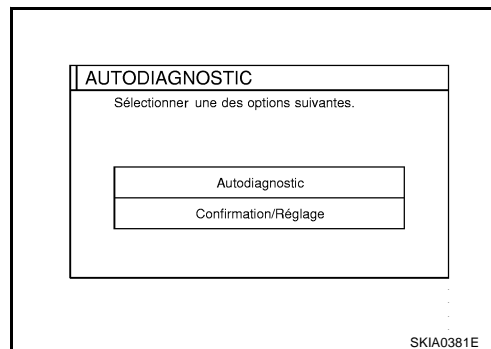 AUTODIAGNOSTIC
Sélectionner une des options suivantes.
Autodiagnostic
Confirmation/Réglage
SKIA0381E